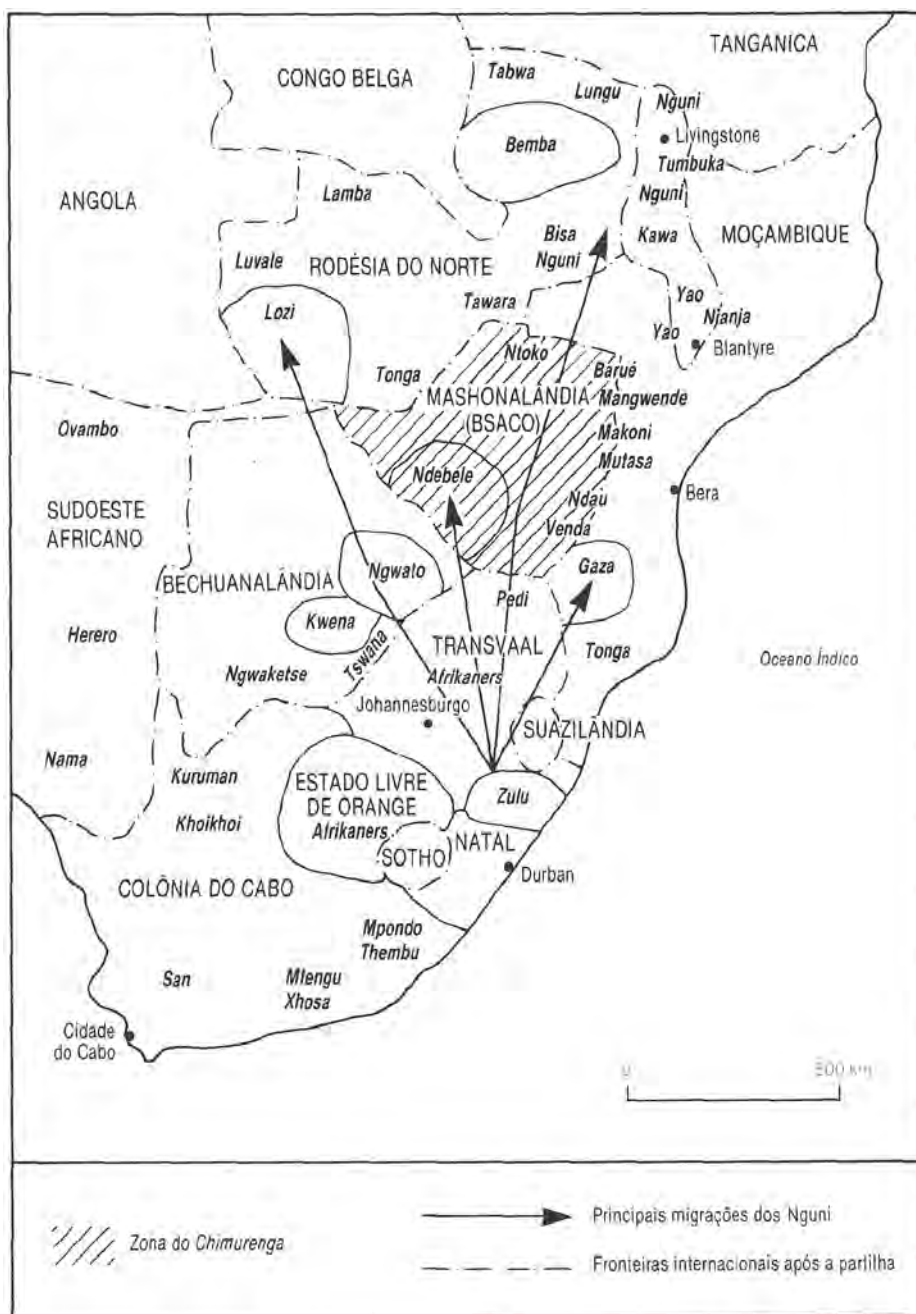 TANGANICA
CONGO BELGA
Tabwa
Lungu
Nguni
Livingstone
Bemba
Tumbuka
Lamba
Nguni
ANGOLA
MOÇAMBIQUE
Bisa
Kawa
Nguni
Luvale
RODÉSIA DO NORTE
Yao
Tawara
Njanja
Lozi
Yao
Blantyre
Ntoko
Tonga
Barué
MASHONALÂNDIA
(BSACO)
Mangwende
Ovambo
Makoni
Mutasa
Ndebele
Bera
SUDOESTE
AFRICANO
Ndau
Venda
Gaza
Ngwato
BECHUANALÂNDIA
Pedi
Kwena
Herero
TRANSVAAL
Tonga
Oceano Índico
Tswana
Ngwaketse
Afrikaners
Johannesburgo
SUAZILÂNDIA
Nama
Kuruman
ESTADO LIVRE
DE ORANGE
Zulu
Khoikhoi
Afrikaners
NATAL
SOTHO
Durban
COLÔNIA DO CABO
Mpondo
Thembu
San
Mlengu
Xhosa
Cidade
do Cabo
0
km
Principais migrações dos Nguni
Zona do Chimurenga
Fronteiras internacionais após a partilha